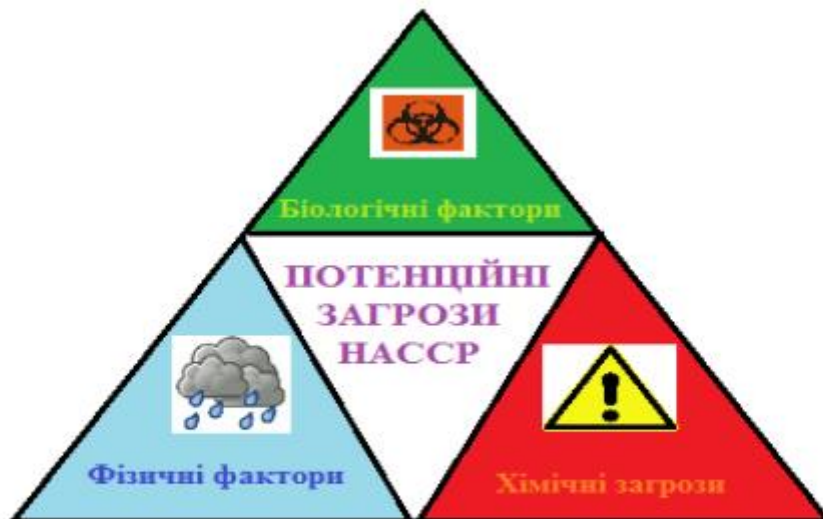 Біологічні фактори
ПОТЕНЦІЙНІ
ЗАГРОЗИ
НАССР
Фізичні фактори
Хімічні загрози